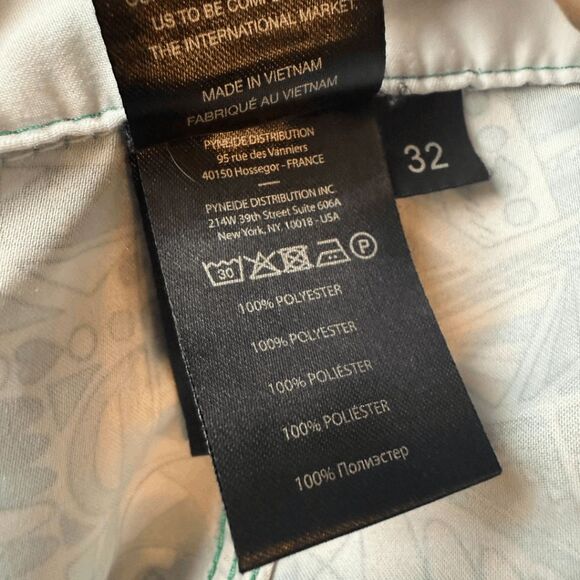 US TO BE
THE INTERNATIONAL MARKET.
MADE IN VIETNAM
FABRIQUÉ AU VIETNAM
PYNEIDE DISTRIBUTION
95 rue des Vanniers
40150 Hossegor - FRANCE
PYNEIDE DISTRIBUTION INC.
214W 39th Street Suite 606A
New York, NY, 10018 - USA
30 P
100% POLYESTER
100% POLYESTER
100% POLIÉSTER
100% POLIÉSTER
100% Полиэстер
32